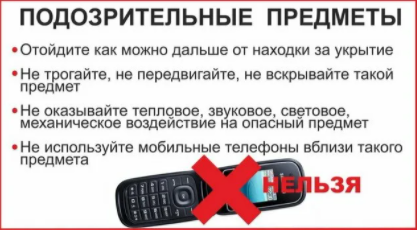 ПОДОЗРИТЕЛЬНЫЕ ПРЕДМЕТЫ
• Отойдите как можно дальше от находки за укрытие
• Не трогайте, не передвигайте, не вскрывайте такой
предмет
• Не оказывайте тепловое, звуковое, световое,
механическое воздействие на опасный предмет
• Не используйте мобильные телефоны вблизи такого
предмета
НЕЛЬЗЯ